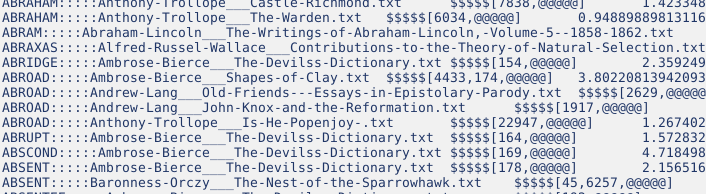 ABRAHAM:::::Anthony-Trollope___Castle-Richmond.txt $$$$$[7838,@@@@@] 1.423348
ABRAHAM:::::Anthony-Trollope___The-Warden.txt $$$$$[6034,@@@@@] 0.94889889813116
ABRAM:::::Abraham-Lincoln___The-Writings-of-Abraham-Lincoln,-Volume-5--1858-1862.txt
ABRAXAS:::::Alfred-Russel-Wallace___Contributions-to-the-Theory-of-Natural-Selection.txt
ABRIDGE:::::Ambrose-Bierce___The-Devilss-Dictionary.txt $$$$$[154,@@@@@] 2.359249
ABROAD:::::Ambrose-Bierce___Shapes-of-Clay.txt $$$$$[4433,174,@@@@@] 3.80220813942093
ABROAD:::::Andrew-Lang___Old-Friends---Essays-in-Epistolary-Parody.txt $$$$$[2629,@@@@@
ABROAD:::::Andrew-Lang___John-Knox-and-the-Reformation.txt $$$$$[1917,@@@@@]
ABROAD:::::Anthony-Trollope___Is-He-Popenjoy-.txt $$$$$[22947,@@@@@] 1.267402
ABRUPT:::::Ambrose-Bierce___The-Devilss-Dictionary.txt $$$$$[164,@@@@@] 1.572832
ABSCOND:::::Ambrose-Bierce___The-Devilss-Dictionary.txt $$$$$[169,@@@@@] 4.718498
ABSENT:::::Ambrose-Bierce___The-Devilss-Dictionary.txt $$$$$[178,@@@@@] 2.156516
ABSENT:::::Baronness-Orczy___The-Nest-of-the-Sparrowhawk.txt $$$$$[45,6257,@@@@@]